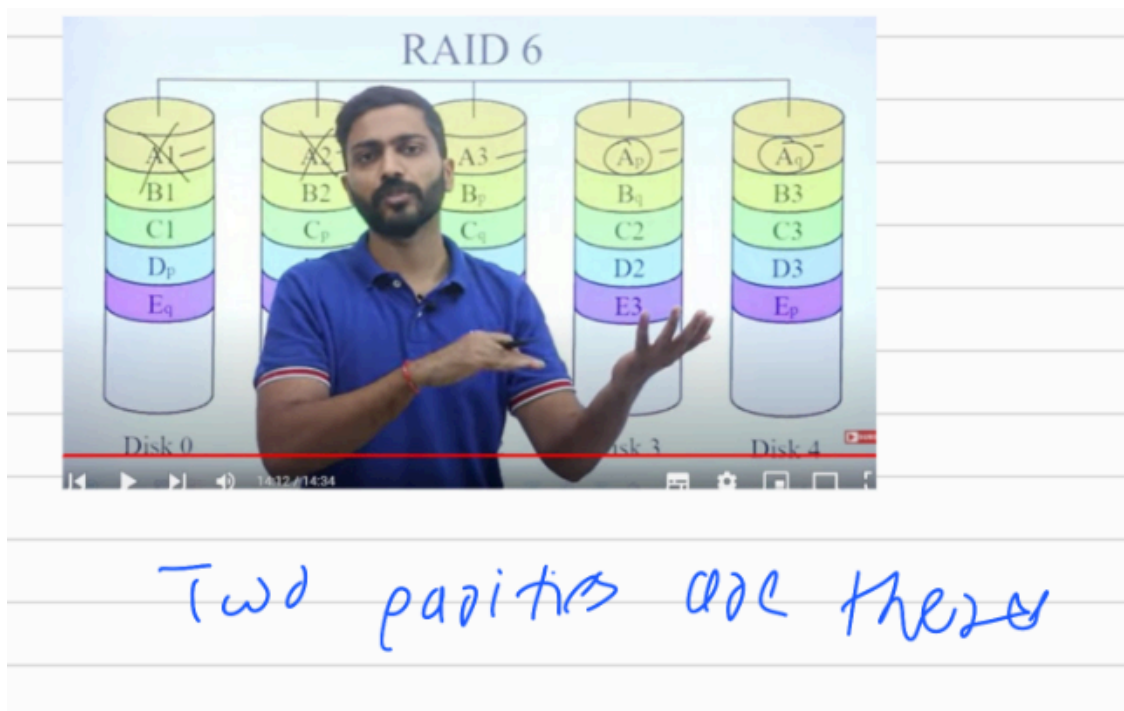 RAID 6
A1 A2 A3 Ap Aq
B1 B2 Bp Bq B3
C1 Cp Cq C2 C3
Dp D2 D3
Eq E3 Ep
Disk 0 isk 3 Disk 4
14:12 / 14:34
Two parities are there